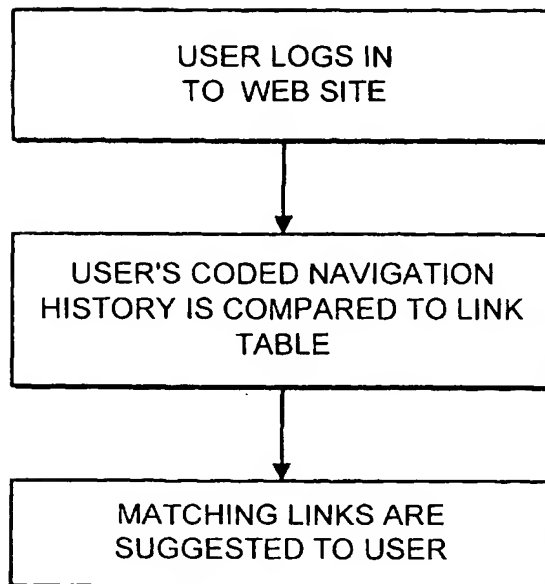 USER LOGS IN
TO WEB SITE
USER'S CODED NAVIGATION
HISTORY IS COMPARED TO LINK
TABLE
MATCHING LINKS ARE
SUGGESTED TO USER